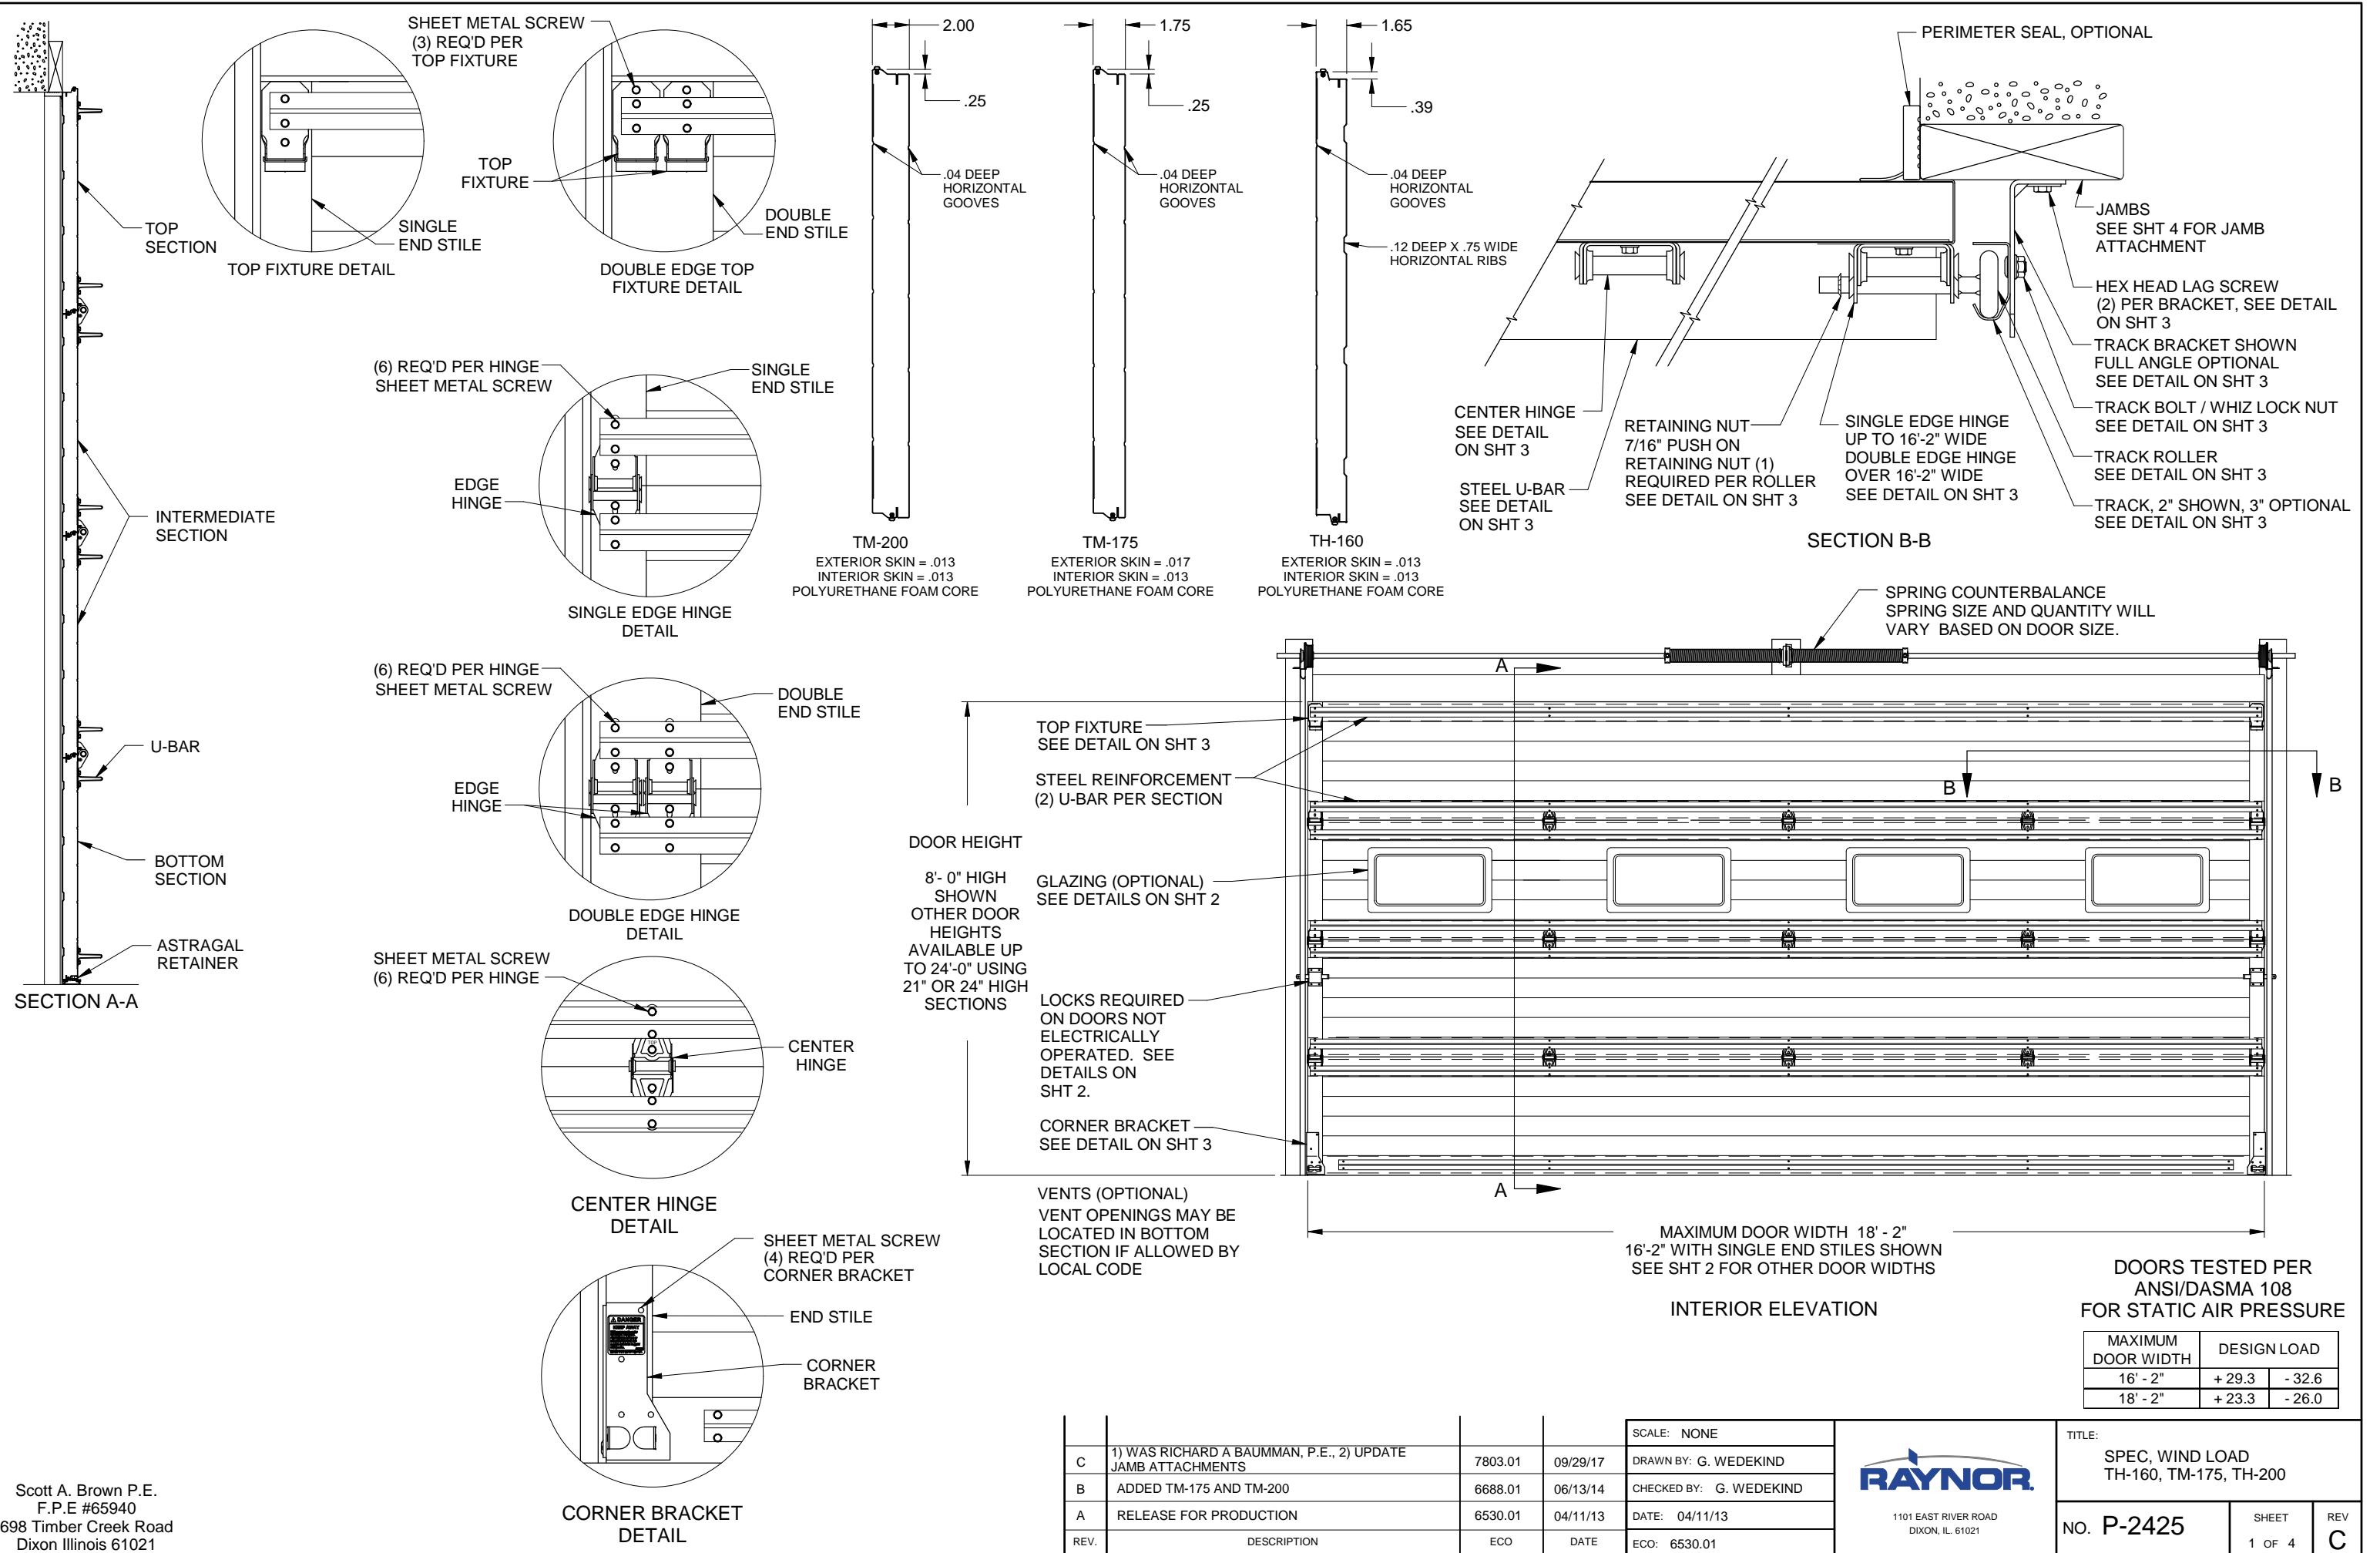 SHEET METAL SCREW
(3) REQ'D PER
TOP FIXTURE
TOP
FIXTURE
TOP
SECTION
SINGLE
END STILE
TOP FIXTURE DETAIL
DOUBLE
END STILE
DOUBLE EDGE TOP
FIXTURE DETAIL
(6) REQ'D PER HINGE
SHEET METAL SCREW
SINGLE
END STILE
EDGE
HINGE
SINGLE EDGE HINGE
DETAIL
INTERMEDIATE
SECTION
(6) REQ'D PER HINGE
SHEET METAL SCREW
DOUBLE
END STILE
U-BAR
EDGE
HINGE
DOUBLE EDGE HINGE
DETAIL
BOTTOM
SECTION
ASTRAGAL
RETAINER
SECTION A-A
SHEET METAL SCREW
(6) REQ'D PER HINGE
TOP
CENTER
HINGE
CENTER HINGE
DETAIL
SHEET METAL SCREW
(4) REQ'D PER
CORNER BRACKET
END STILE
DANGER
KEEP AWAY
CORNER
BRACKET
CORNER BRACKET
DETAIL
2.00
.25
.04 DEEP
HORIZONTAL
GOOVES
TM-200
EXTERIOR SKIN = .013
INTERIOR SKIN = .013
POLYURETHANE FOAM CORE
1.75
.25
.04 DEEP
HORIZONTAL
GOOVES
TM-175
EXTERIOR SKIN = .017
INTERIOR SKIN = .013
POLYURETHANE FOAM CORE
1.65
.39
.04 DEEP
HORIZONTAL
GOOVES
.12 DEEP X .75 WIDE
HORIZONTAL RIBS
TH-160
EXTERIOR SKIN = .013
INTERIOR SKIN = .013
POLYURETHANE FOAM CORE
PERIMETER SEAL, OPTIONAL
JAMBS
SEE SHT 4 FOR JAMB
ATTACHMENT
HEX HEAD LAG SCREW
(2) PER BRACKET, SEE DETAIL
ON SHT 3
TRACK BRACKET SHOWN
FULL ANGLE OPTIONAL
SEE DETAIL ON SHT 3
TRACK BOLT / WHIZ LOCK NUT
SEE DETAIL ON SHT 3
TRACK ROLLER
SEE DETAIL ON SHT 3
TRACK, 2" SHOWN, 3" OPTIONAL
SEE DETAIL ON SHT 3
CENTER HINGE
SEE DETAIL
ON SHT 3
STEEL U-BAR
SEE DETAIL
ON SHT 3
RETAINING NUT
7/16" PUSH ON
RETAINING NUT (1)
REQUIRED PER ROLLER
SEE DETAIL ON SHT 3
SINGLE EDGE HINGE
UP TO 16'-2" WIDE
DOUBLE EDGE HINGE
OVER 16'-2" WIDE
SEE DETAIL ON SHT 3
SECTION B-B
SPRING COUNTERBALANCE
SPRING SIZE AND QUANTITY WILL
VARY BASED ON DOOR SIZE.
A
TOP FIXTURE
SEE DETAIL ON SHT 3
STEEL REINFORCEMENT
(2) U-BAR PER SECTION
B
B
DOOR HEIGHT
8'- 0" HIGH
SHOWN
OTHER DOOR
HEIGHTS
AVAILABLE UP
TO 24'-0" USING
21" OR 24" HIGH
SECTIONS
GLAZING (OPTIONAL)
SEE DETAILS ON SHT 2
LOCKS REQUIRED
ON DOORS NOT
ELECTRICALLY
OPERATED. SEE
DETAILS ON
SHT 2.
CORNER BRACKET
SEE DETAIL ON SHT 3
A
VENTS (OPTIONAL)
VENT OPENINGS MAY BE
LOCATED IN BOTTOM
SECTION IF ALLOWED BY
LOCAL CODE
MAXIMUM DOOR WIDTH 18' - 2"
16'-2" WITH SINGLE END STILES SHOWN
SEE SHT 2 FOR OTHER DOOR WIDTHS
INTERIOR ELEVATION
DOORS TESTED PER
ANSI/DASMA 108
FOR STATIC AIR PRESSURE
MAXIMUM
DOOR WIDTH
DESIGN LOAD
16' - 2" + 29.3 - 32.6
18' - 2" + 23.3 - 26.0
C 1) WAS RICHARD A BAUMMAN, P.E., 2) UPDATE
JAMB ATTACHMENTS 7803.01 09/29/17
B ADDED TM-175 AND TM-200 6688.01 06/13/14
A RELEASE FOR PRODUCTION 6530.01 04/11/13
REV. DESCRIPTION ECO DATE
SCALE: NONE
DRAWN BY: G. WEDEKIND
CHECKED BY: G. WEDEKIND
DATE: 04/11/13
ECO: 6530.01
RAYNOR
1101 EAST RIVER ROAD
DIXON, IL. 61021
TITLE:
SPEC, WIND LOAD
TH-160, TM-175, TH-200
NO. P-2425
SHEET
1 OF 4
REV
C
Scott A. Brown P.E.
F.P.E #65940
698 Timber Creek Road
Dixon Illinois 61021